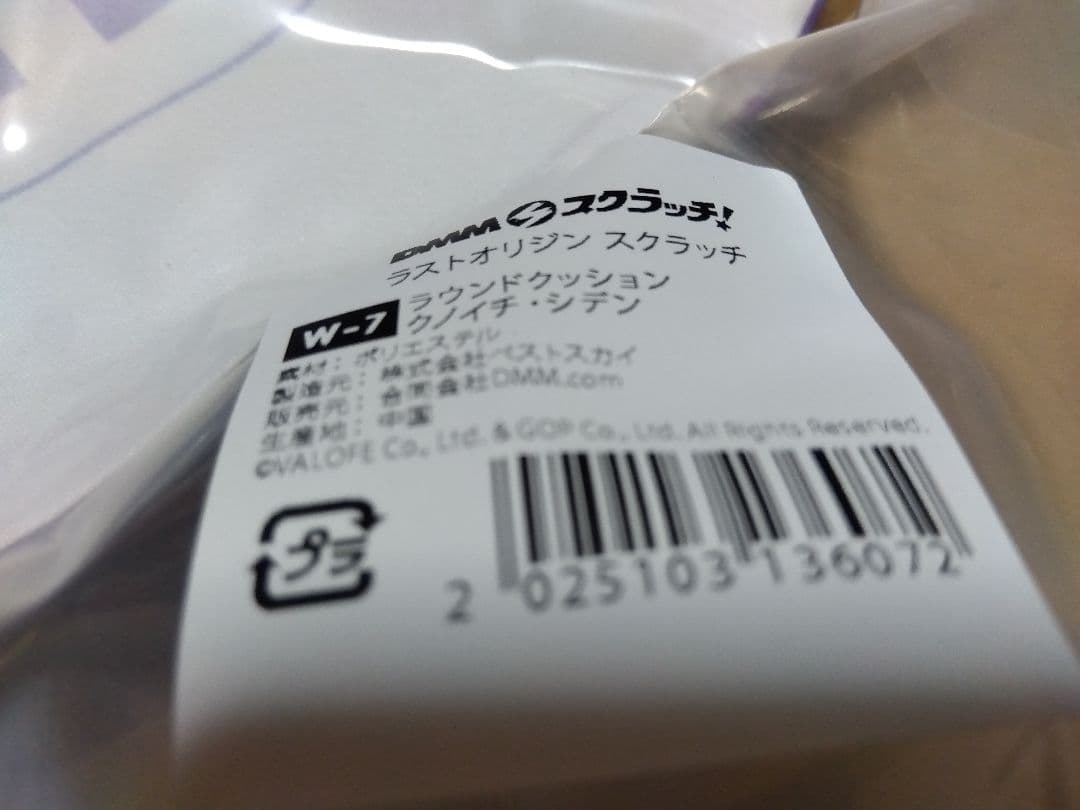 DMM スクラッチ!
ラストオリジン スクラッチ
W-7
ラウンドクッション
クノイチ・シデン
素材:ポリエステル
製造元:株式会社ベストスカイ
販売元:合同会社DMM.com
生産地:中国
©VALOFE Co., Ltd. & GOP Co., Ltd. All Rights Reserved.
プラ
2 025103 136072